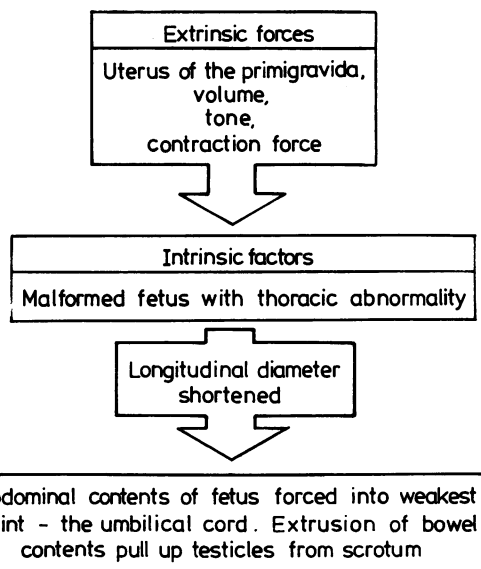 Extrinsic forces
Uterus of the primigravida,
volume,
tone,
contraction force
Intrinsic factors
Malformed fetus with thoracic abnormality
Longitudinal diameter
shortened
dominal contents of fetus forced into weakest
int - the umbilical cord. Extrusion of bowel
contents pull up testicles from scrotum